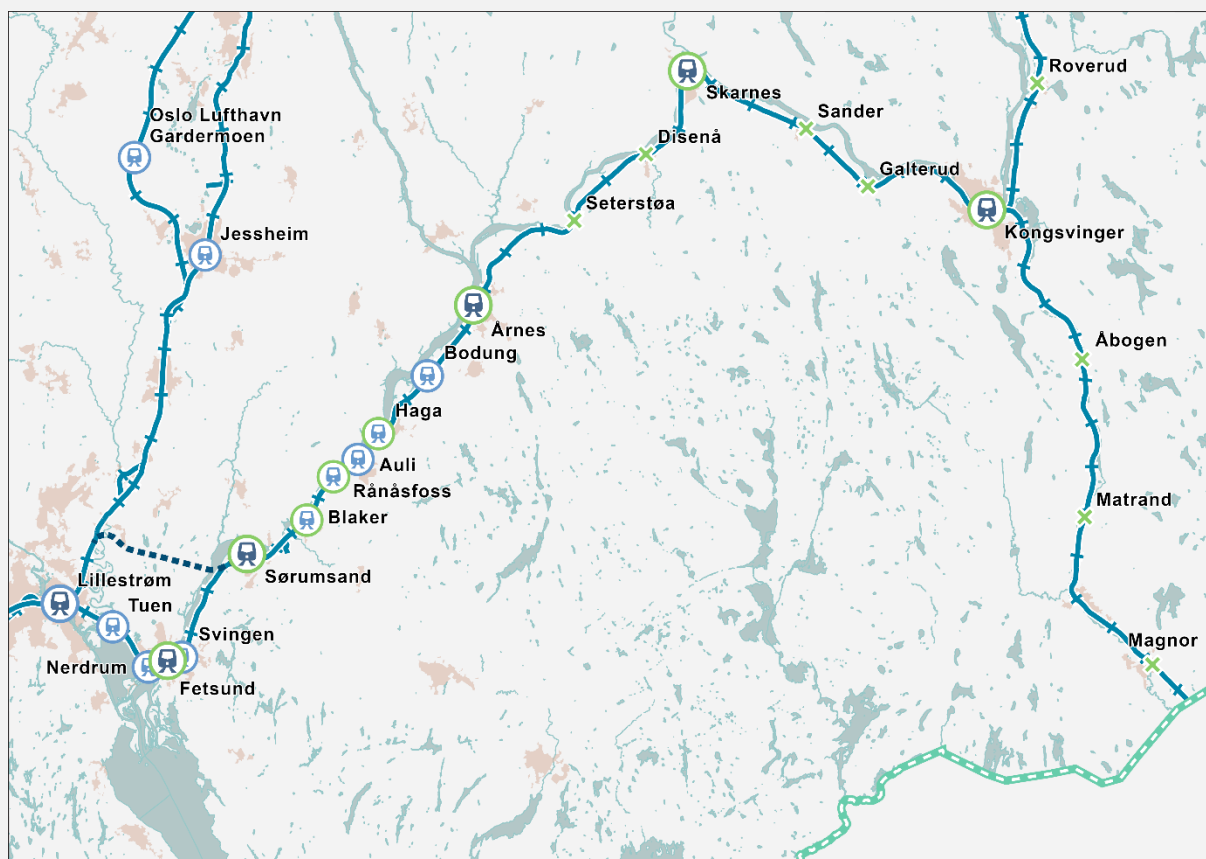 Roverud
Skarnes
Oslo Lufthavn
Gardermoen
Sander
Disenå
Galterud
Seterstøa
Jessheim
Kongsvinger
Årnes
Åbogen
Bodung
Haga
Auli
Rånåsfoss
Matrand
Blaker
Sørumsand
Lillestrøm
Tuen
Svingen
Magnor
Nerdrum
Fetsund